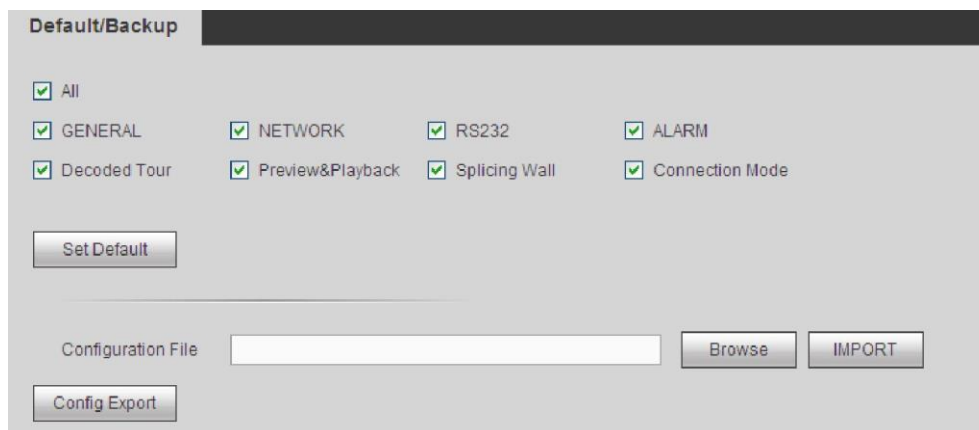 Default/Backup
All
GENERAL NETWORK RS232 ALARM
Decoded Tour Preview&Playback Splicing Wall Connection Mode
Set Default
Configuration File Browse IMPORT
Config Export